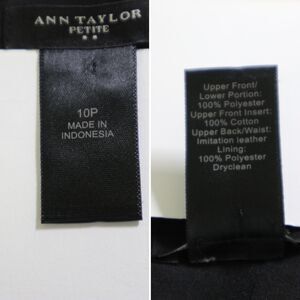 ANN TAYLOR
PETITE
10P
MADE IN
INDONESIA
Upper Front/
Lower Portion:
100% Polyester
Upper Front Insert:
100% Cotton
Upper Back/Waist:
Imitation leather
Lining:
100% Polyester
Dryclean